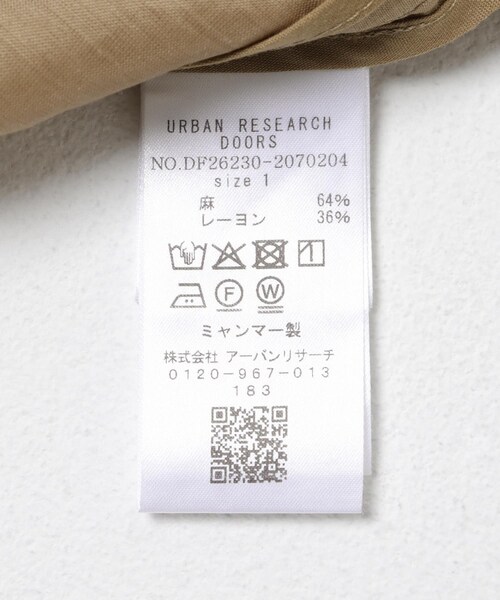 URBAN RESEARCH
DOORS
NO.DF26230-2070204
size 1
麻 64%
レーヨン 36%
F W
ミャンマー製
株式会社 アーバンリサーチ
0120-967-013
183